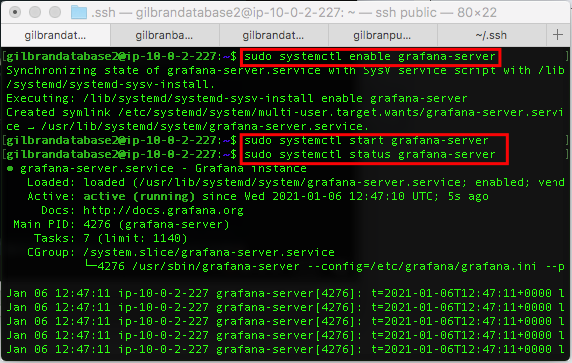 .ssh — gilbrandatabase2@ip-10-0-2-227: ~ — ssh public — 80×22
gilbrandat... gilbranba... gilbrandat... gilbranpu... ~/.ssh +
[gilbrandatabase2@ip-10-0-2-227:~$ sudo systemctl enable grafana-server ]
Synchronizing state of grafana-server.service with SysV service script with /lib
/systemd/systemd-sysv-install.
Executing: /lib/systemd/systemd-sysv-install enable grafana-server
Created symlink /etc/systemd/system/multi-user.target.wants/grafana-server.servi
ce → /usr/lib/systemd/system/grafana-server.service.
[gilbrandatabase2@ip-10-0-2-227:~$ sudo systemctl start grafana-server ]
[gilbrandatabase2@ip-10-0-2-227:~$ sudo systemctl status grafana-server ]
● grafana-server.service - Grafana instance
Loaded: loaded (/usr/lib/systemd/system/grafana-server.service; enabled; vend
Active: active (running) since Wed 2021-01-06 12:47:10 UTC; 5s ago
Docs: http://docs.grafana.org
Main PID: 4276 (grafana-server)
Tasks: 7 (limit: 1140)
CGroup: /system.slice/grafana-server.service
└─4276 /usr/sbin/grafana-server --config=/etc/grafana/grafana.ini --p
Jan 06 12:47:11 ip-10-0-2-227 grafana-server[4276]: t=2021-01-06T12:47:11+0000 l
Jan 06 12:47:11 ip-10-0-2-227 grafana-server[4276]: t=2021-01-06T12:47:11+0000 l
Jan 06 12:47:11 ip-10-0-2-227 grafana-server[4276]: t=2021-01-06T12:47:11+0000 l
Jan 06 12:47:11 ip-10-0-2-227 grafana-server[4276]: t=2021-01-06T12:47:11+0000 l